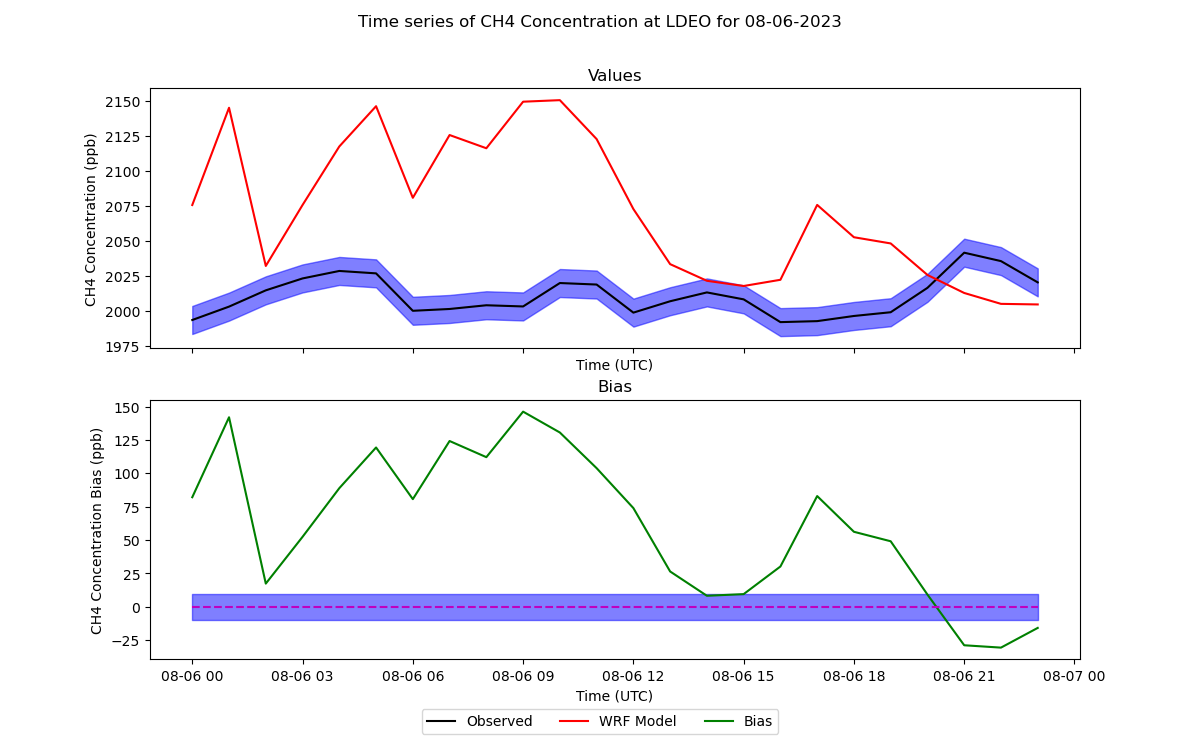 Time series of CH4 Concentration at LDEO for 08-06-2023
Values
CH4 Concentration (ppb)
2150
2125
2100
2075
2050
2025
2000
1975
Time (UTC)
Bias
CH4 Concentration Bias (ppb)
150
125
100
75
50
25
0
−25
08-06 00 08-06 03 08-06 06 08-06 09 08-06 12 08-06 15 08-06 18 08-06 21 08-07 00
Time (UTC)
Observed WRF Model Bias